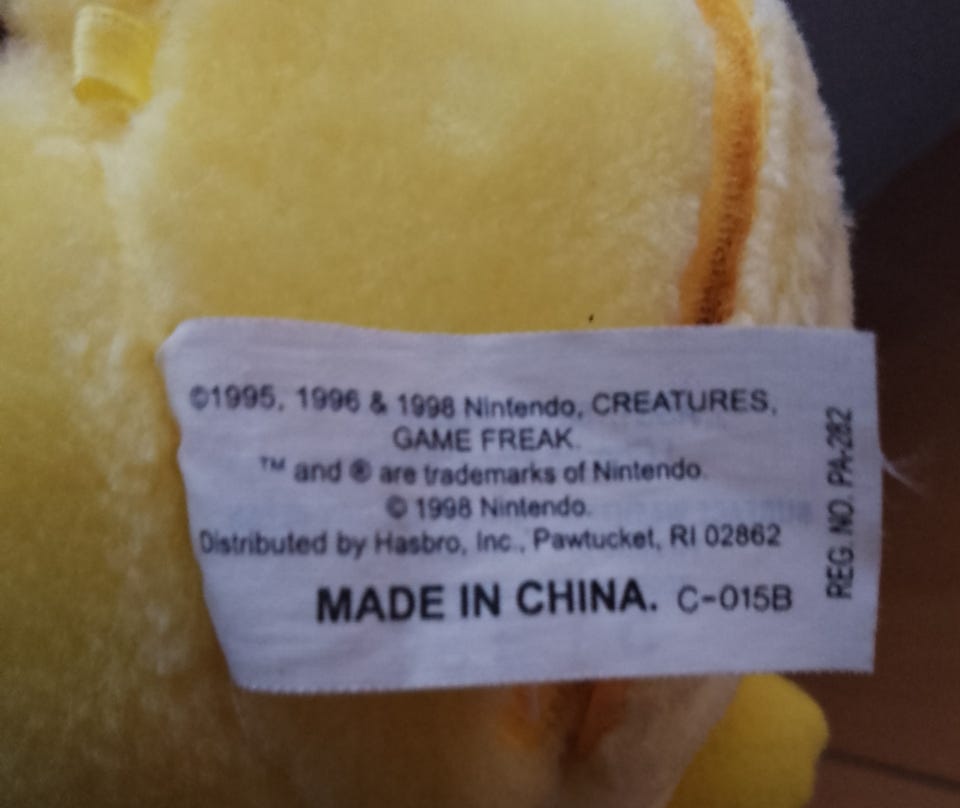 ©1995, 1996 & 1998 Nintendo, CREATURES,
GAME FREAK.
™ and ® are trademarks of Nintendo.
© 1998 Nintendo.
Distributed by Hasbro, Inc., Pawtucket, RI 02862
MADE IN CHINA. C-015B
REG. NO. PA-282